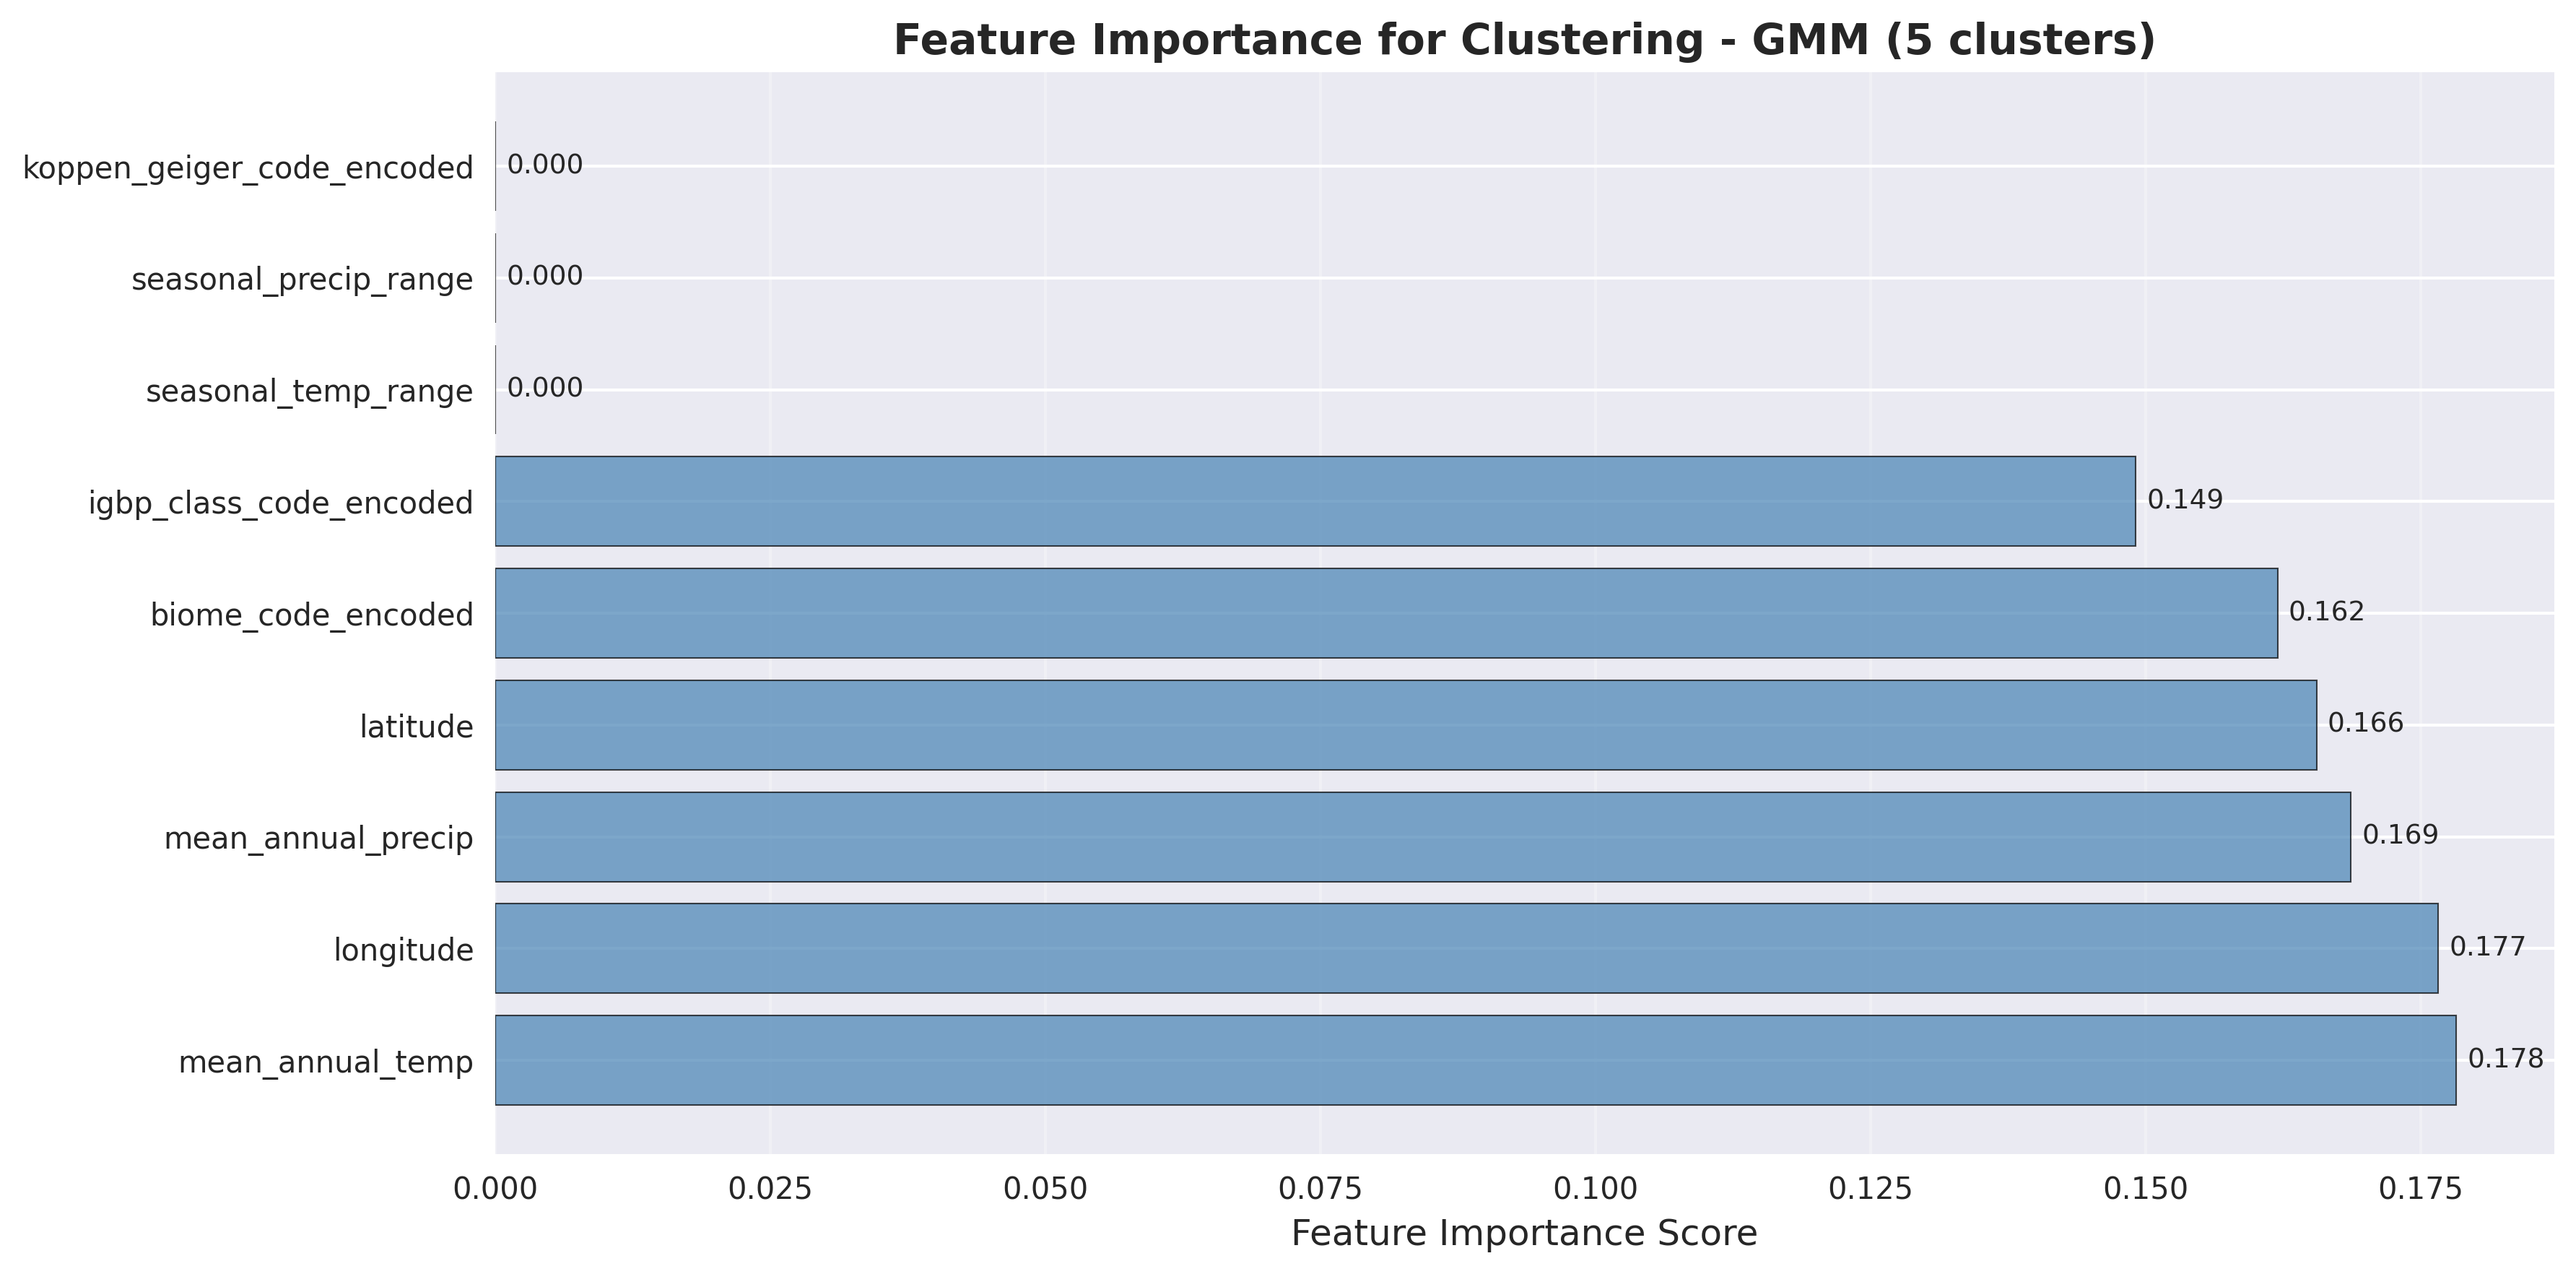 Feature Importance for Clustering - GMM (5 clusters)
koppen_geiger_code_encoded 0.000
seasonal_precip_range 0.000
seasonal_temp_range 0.000
igbp_class_code_encoded 0.149
biome_code_encoded 0.162
latitude 0.166
mean_annual_precip 0.169
longitude 0.177
mean_annual_temp 0.178
0.000 0.025 0.050 0.075 0.100 0.125 0.150 0.175
Feature Importance Score